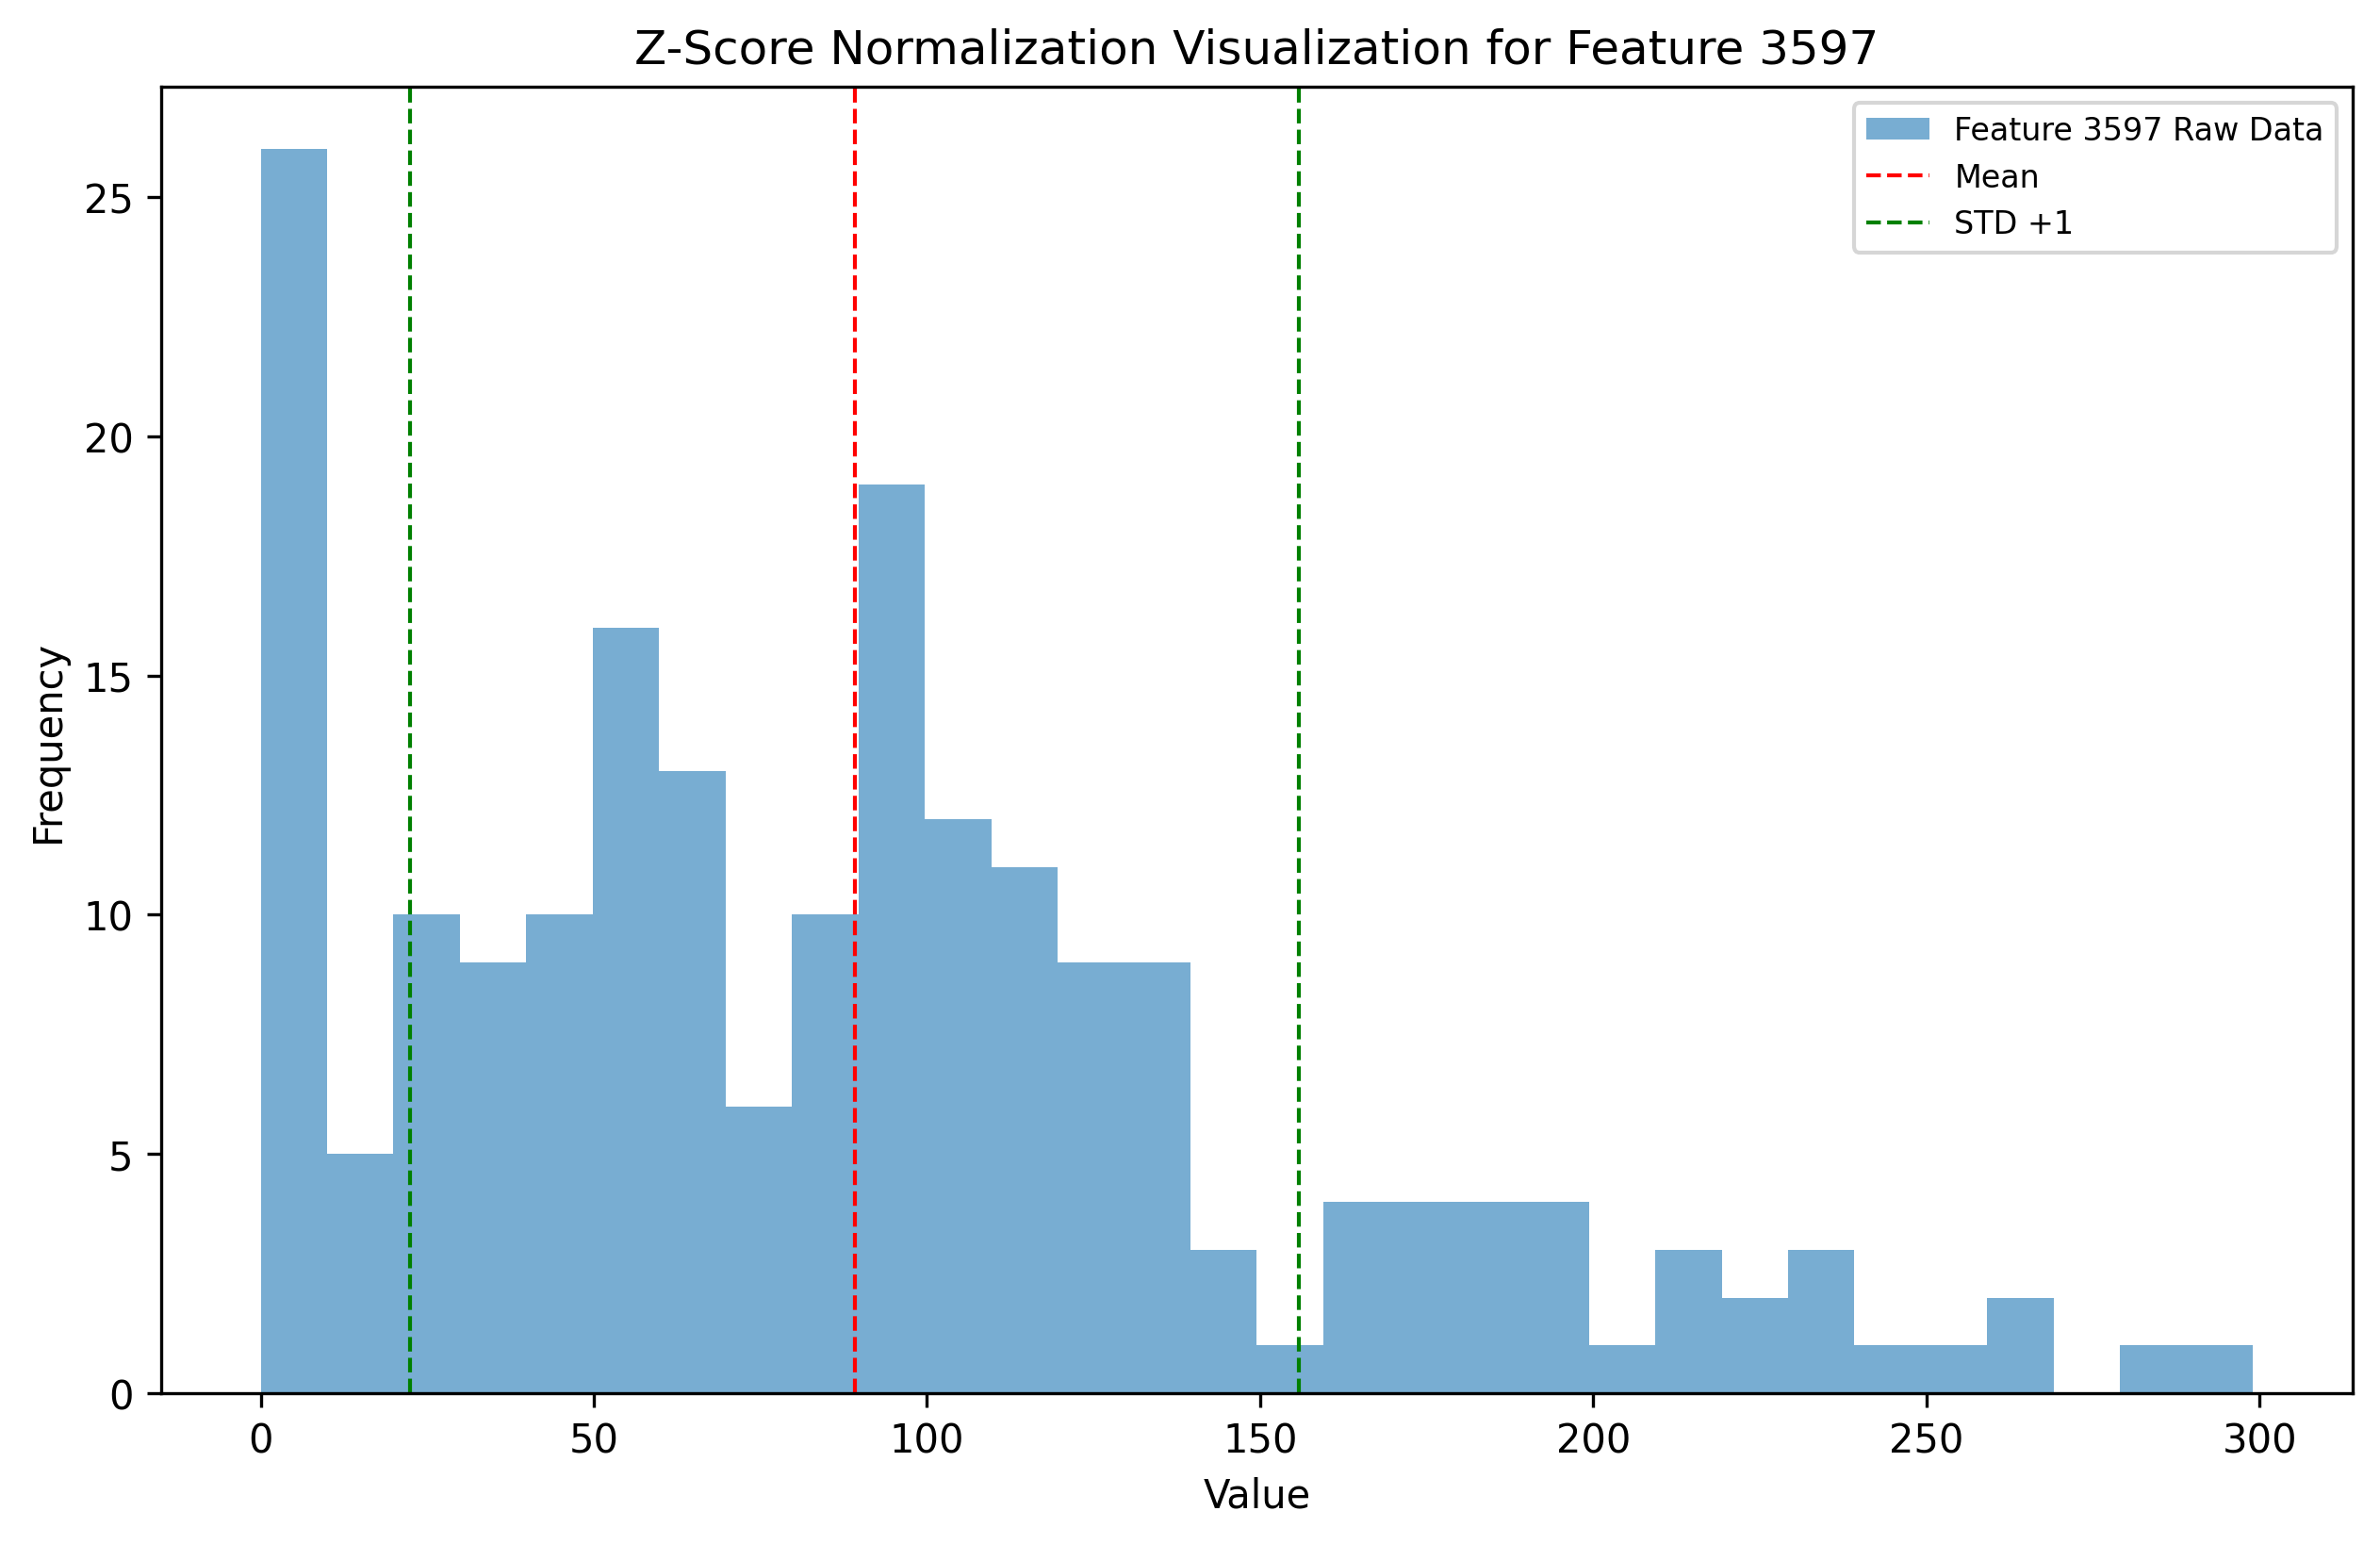 Z-Score Normalization Visualization for Feature 3597
Feature 3597 Raw Data
Mean
STD +1
25
20
15
10
5
0
Frequency
0 50 100 150 200 250 300
Value